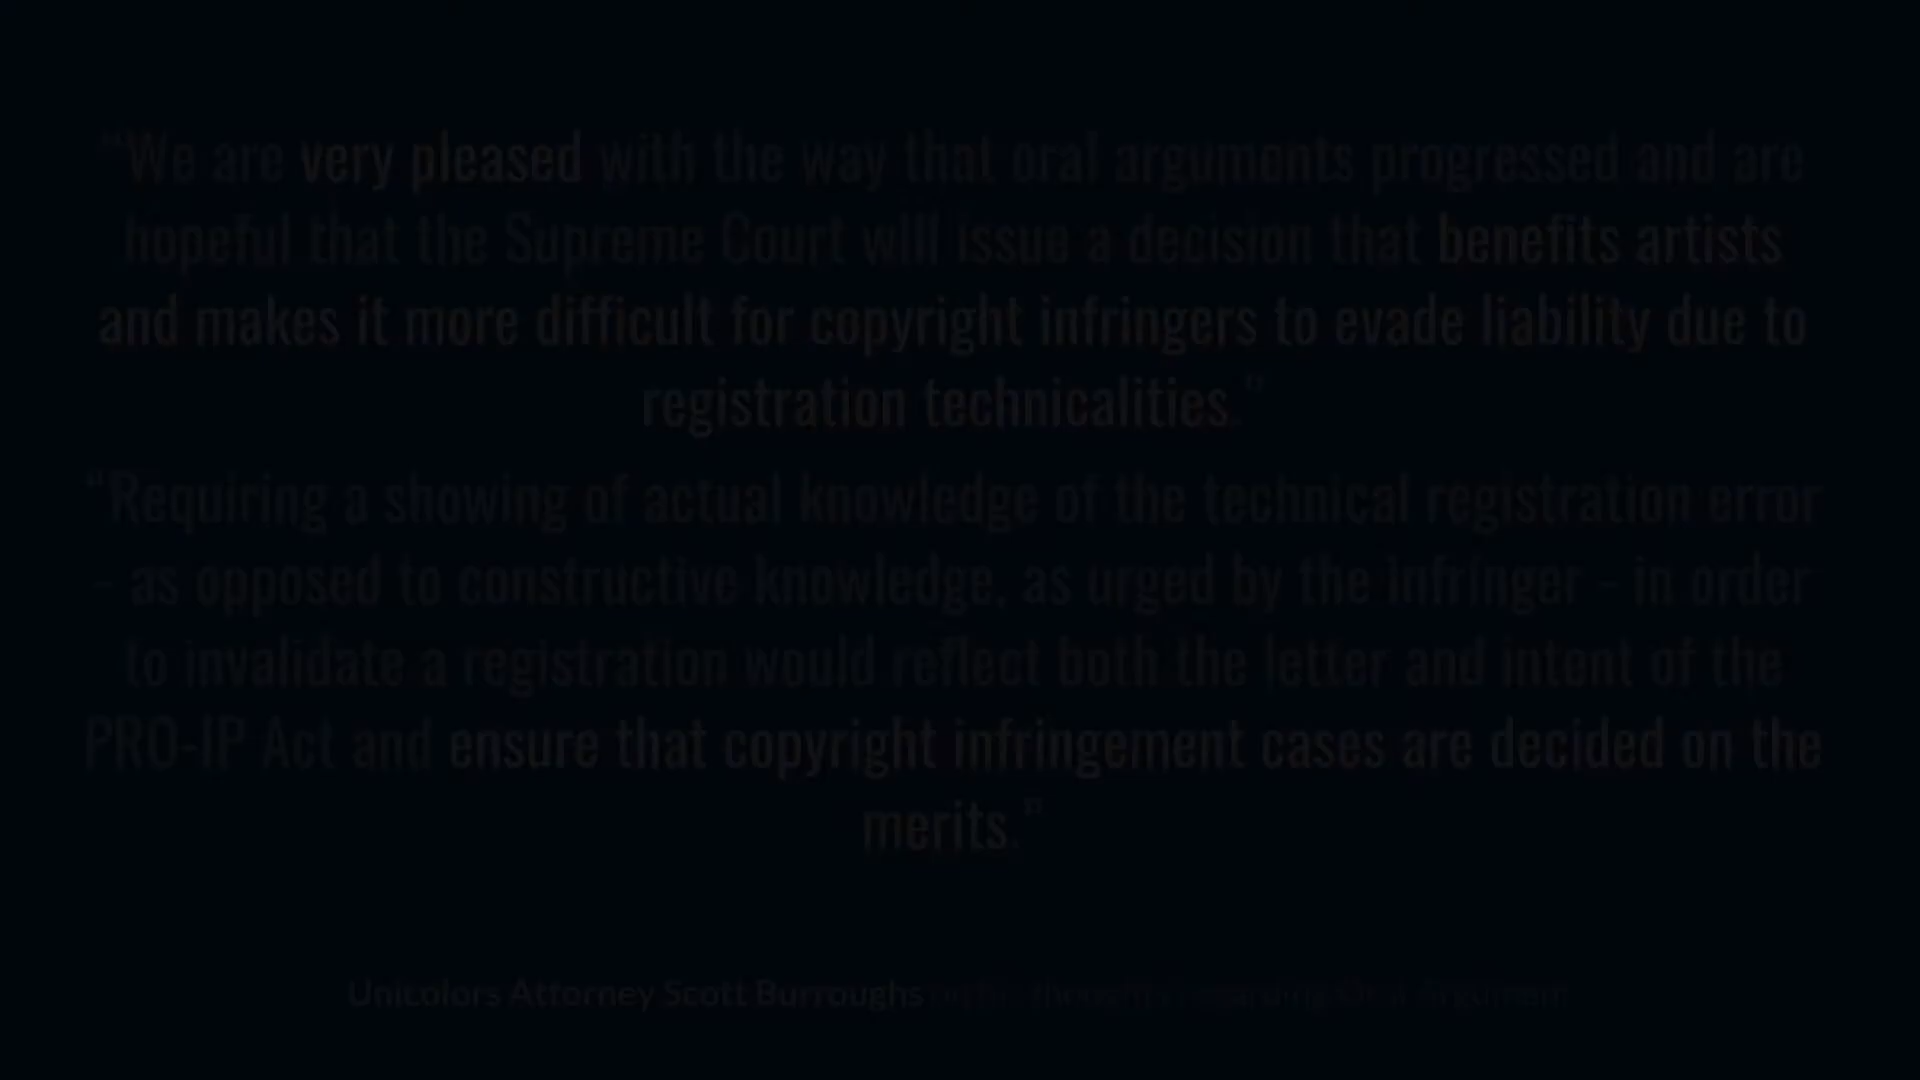 “We are very pleased with the way that oral arguments progressed and are
hopeful that the Supreme Court will issue a decision that benefits artists
and makes it more difficult for copyright infringers to evade liability due to
registration technicalities.”
“Requiring a showing of actual knowledge of the technical registration error
– as opposed to constructive knowledge, as urged by the infringer – in order
to invalidate a registration would reflect both the letter and intent of the
PRO-IP Act and ensure that copyright infringement cases are decided on the
merits.”
Unicolors Attorney Scott Burroughs thoughts regarding Oral Argument